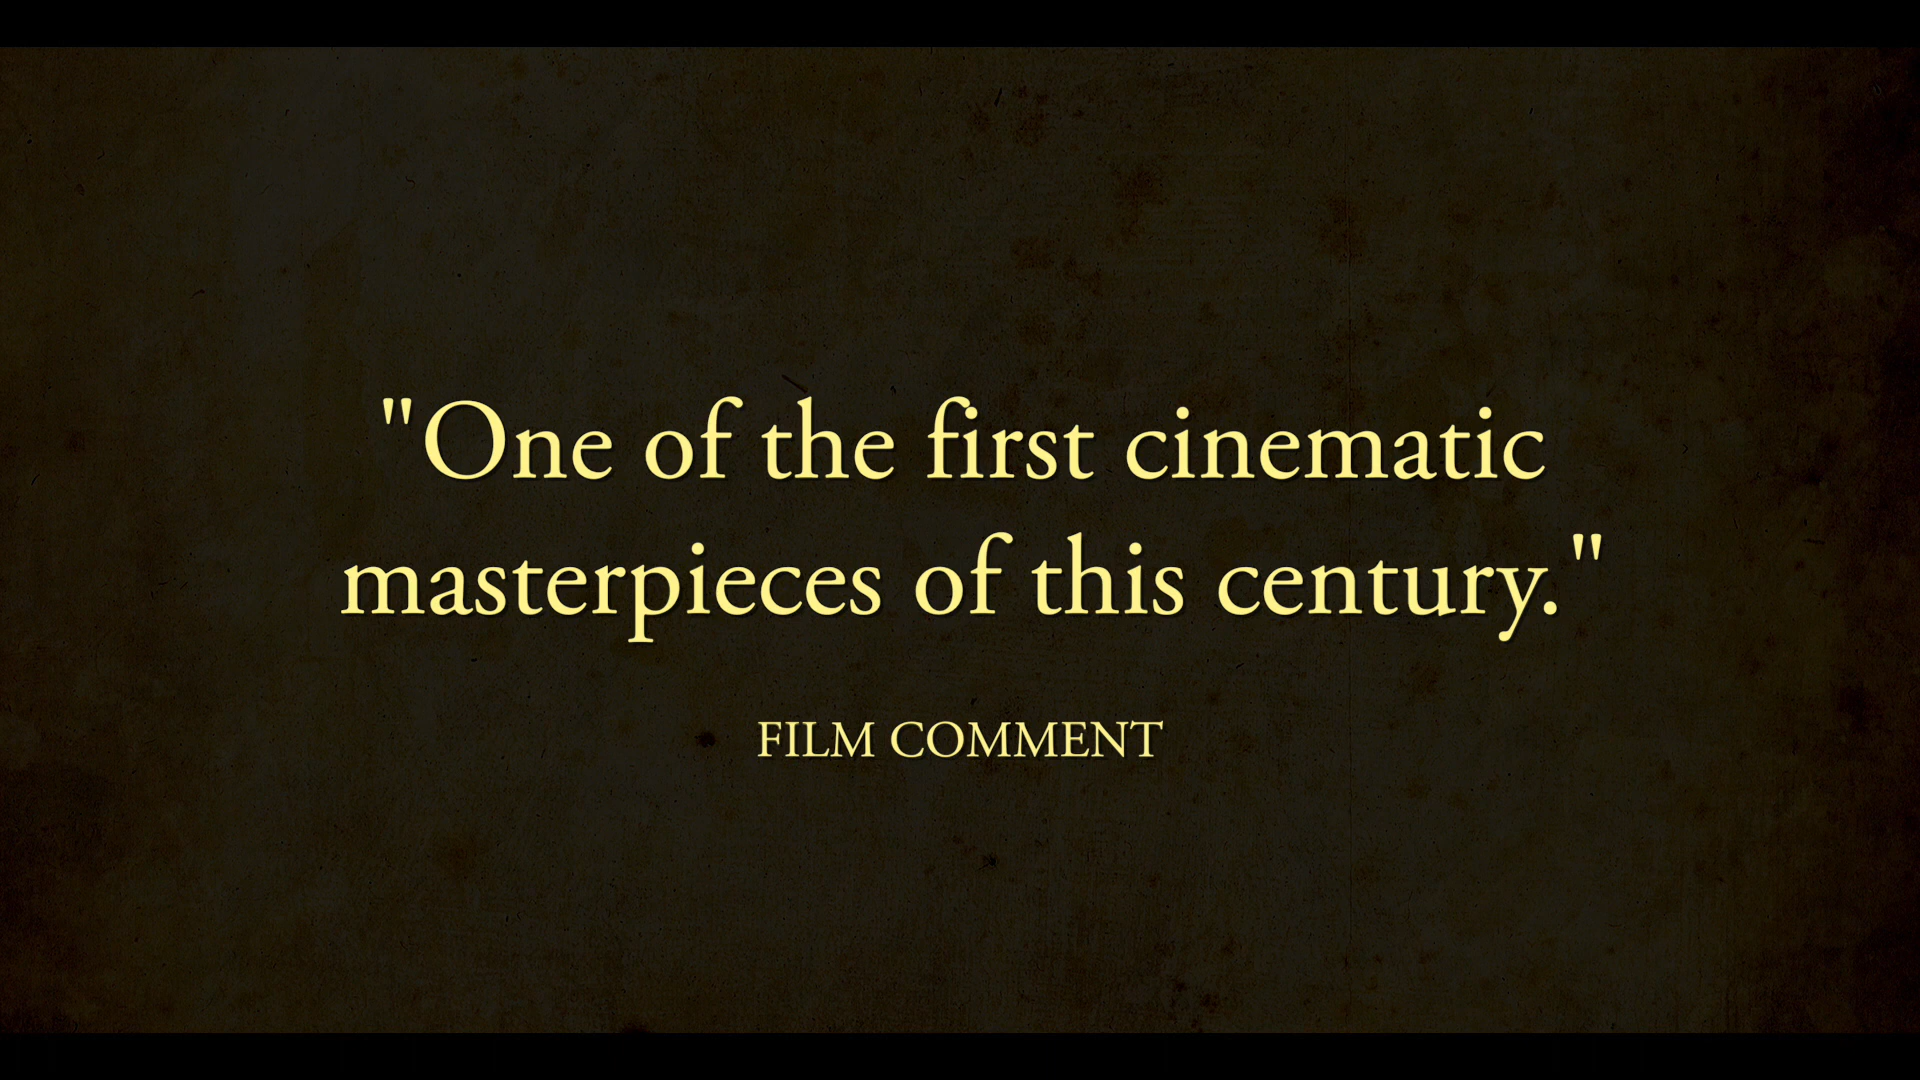 "One of the first cinematic
masterpieces of this century."
FILM COMMENT